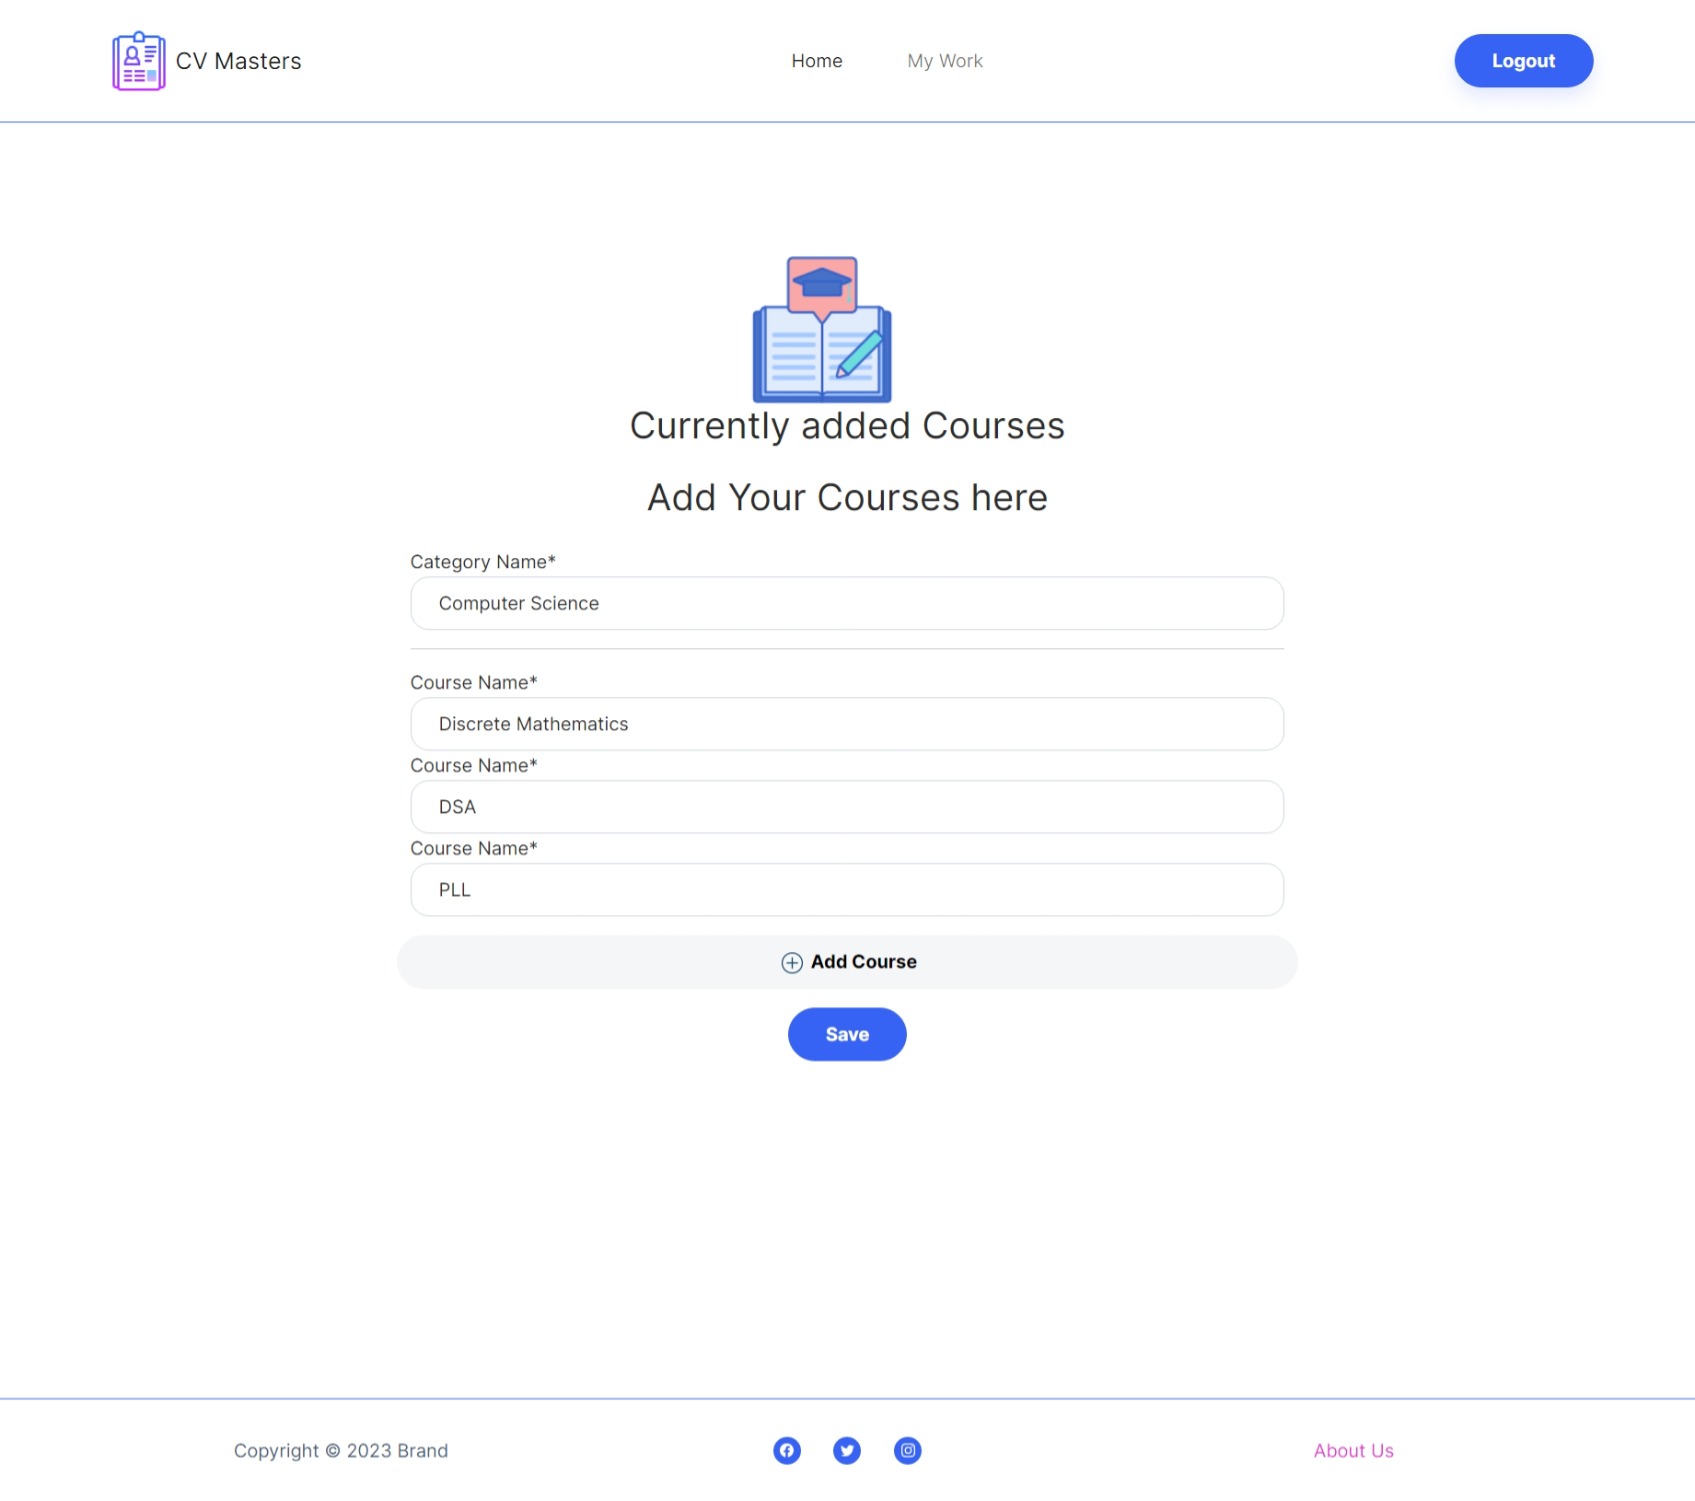 CV Masters
Home
My Work
Logout
Currently added Courses
Add Your Courses here
Category Name*
Computer Science
Course Name*
Discrete Mathematics
Course Name*
DSA
Course Name*
PLL
Add Course
Save
Copyright © 2023 Brand
About Us